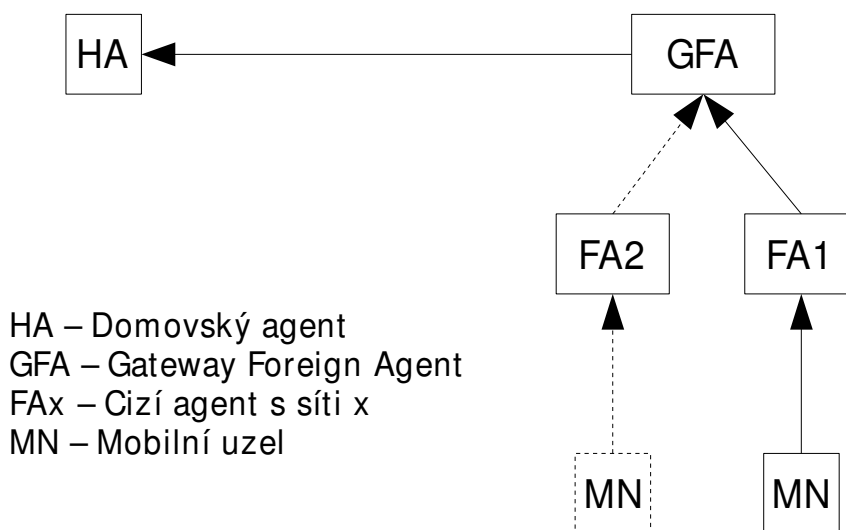 HA
GFA
FA2
FA1
HA – Domovský agent
GFA – Gateway Foreign Agent
FAx – Cizí agent s síti x
MN – Mobilní uzel
MN
MN